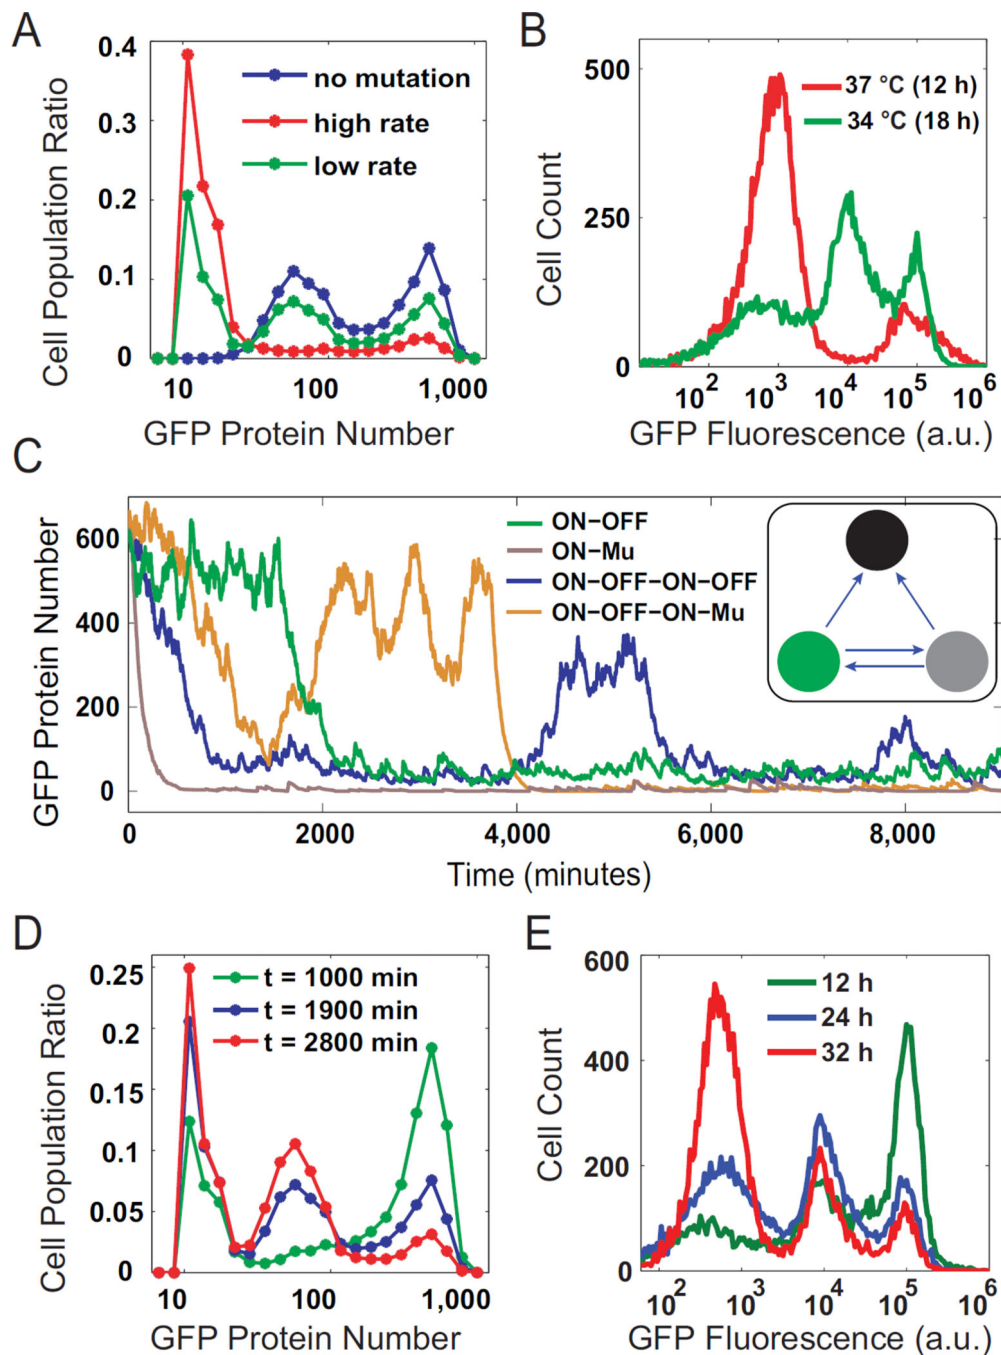 A
Cell Population Ratio
0.4
0.3
0.2
0.1
0
no mutation
high rate
low rate
10
100
1,000
GFP Protein Number
B
Cell Count
500
250
0
37 °C (12 h)
34 °C (18 h)
10^2
10^3
10^4
10^5
10^6
GFP Fluorescence (a.u.)
C
GFP Protein Number
600
400
200
0
ON−OFF
ON−Mu
ON−OFF−ON−OFF
ON−OFF−ON−Mu
0
2000
4,000
6,000
8,000
Time (minutes)
D
Cell Population Ratio
0.25
0.2
0.15
0.1
0.05
0
t = 1000 min
t = 1900 min
t = 2800 min
10
100
1,000
GFP Protein Number
E
Cell Count
600
400
200
0
12 h
24 h
32 h
10^2
10^3
10^4
10^5
10^6
GFP Fluorescence (a.u.)